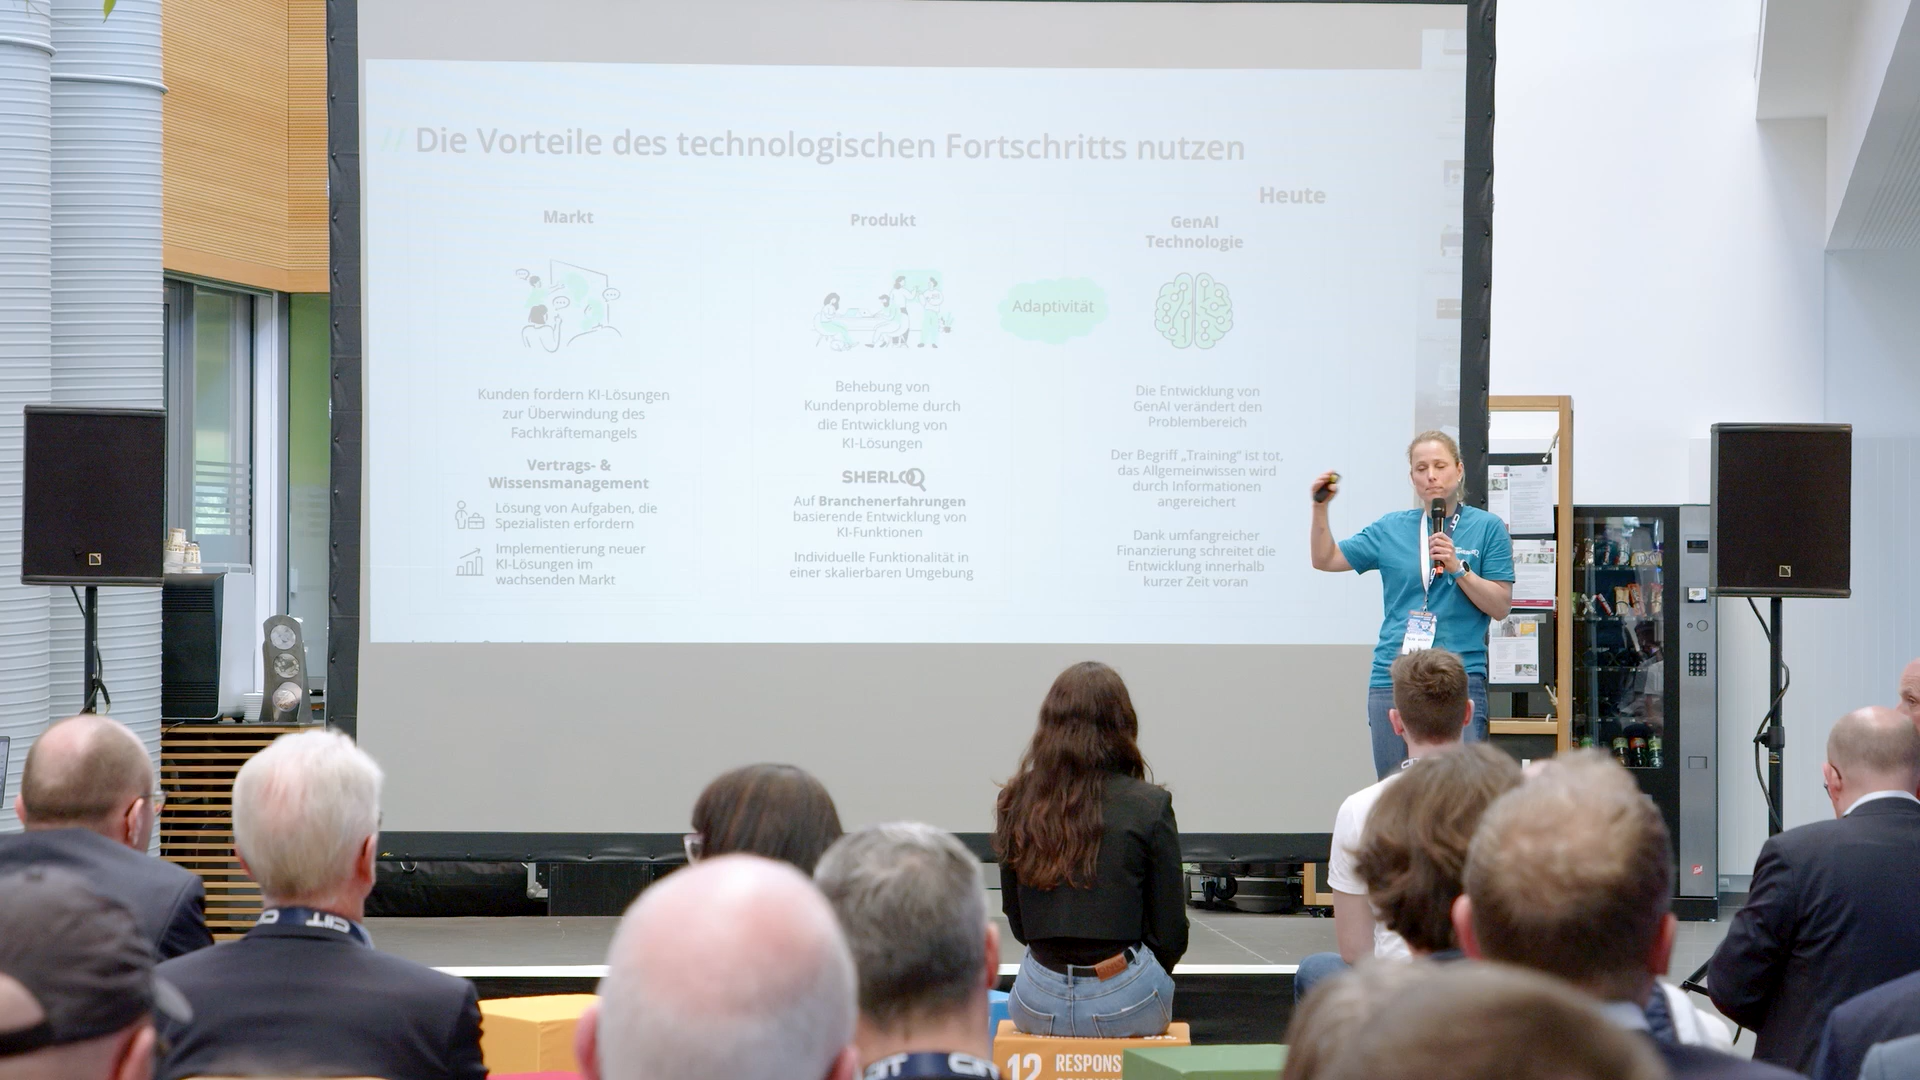 // Die Vorteile des technologischen Fortschritts nutzen
Heute
Markt
Kunden fordern KI-Lösungen
zur Überwindung des
Fachkräftemangels
Vertrags- &
Wissensmanagement
Lösung von Aufgaben, die
Spezialisten erfordern
Implementierung neuer
KI-Lösungen im
wachsenden Markt
Produkt
Behebung von
Kundenprobleme durch
die Entwicklung von
KI-Lösungen
SHERLOQ
Auf Branchenerfahrungen
basierende Entwicklung von
KI-Funktionen
Individuelle Funktionalität in
einer skalierbaren Umgebung
Adaptivität
GenAI
Technologie
Die Entwicklung von
GenAI verändert den
Problembereich
Der Begriff „Training“ ist tot,
das Allgemeinwissen wird
durch Informationen
angereichert
Dank umfangreicher
Finanzierung schreitet die
Entwicklung innerhalb
kurzer Zeit voran
12 RESPONS